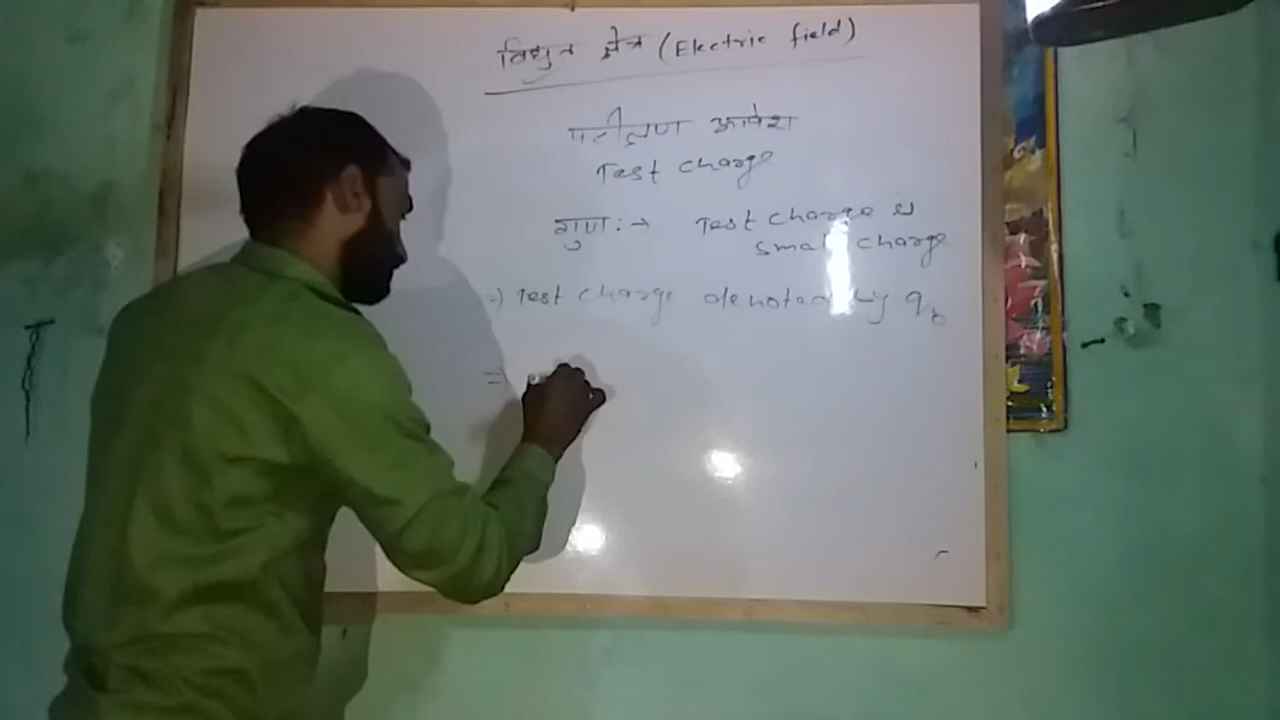 विद्युत क्षेत्र (Electric field)
परीक्षण आवेश
Test charge
गुण :→ Test charge is
small charge
⇒ Test charge denoted by q₀
⇒